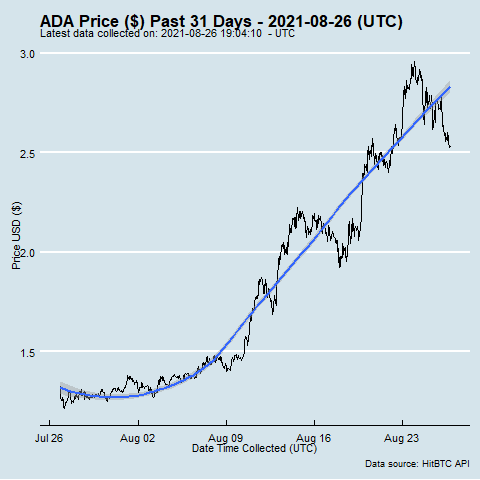 ADA Price ($) Past 31 Days - 2021-08-26 (UTC)
Latest data collected on: 2021-08-26 19:04:10 - UTC
3.0
2.5
2.0
1.5
Price USD ($)
Jul 26
Aug 02
Aug 09
Aug 16
Aug 23
Date Time Collected (UTC)
Data source: HitBTC API